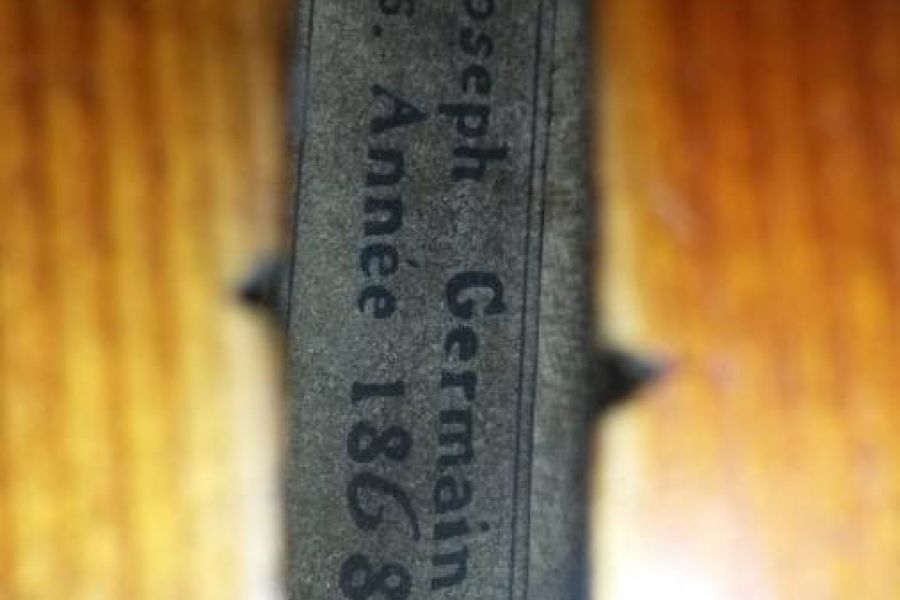 oseph Germain
s. Année 1868